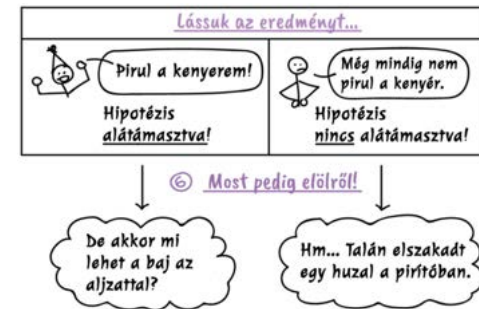 Lássuk az eredményt...
Pirul a kenyerem!
Hipotézis
alátámasztva!
Még mindig nem
pirul a kenyér.
Hipotézis
nincs alátámasztva!
⑥ Most pedig elölről!
De akkor mi
lehet a baj az
aljzattal?
Hm... Talán elszakadt
egy huzal a pirítóban.